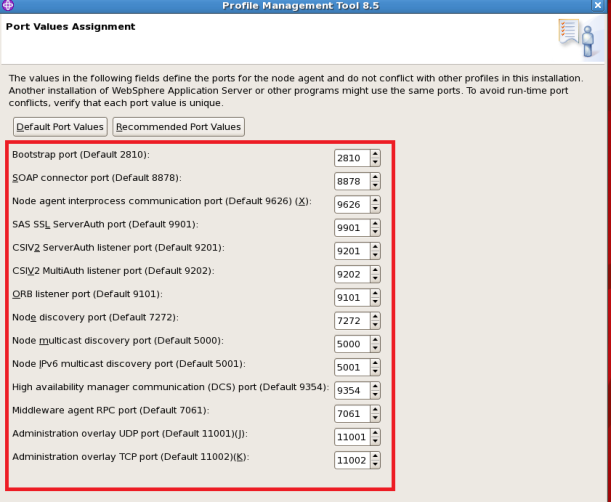 Profile Management Tool 8.5
Port Values Assignment
The values in the following fields define the ports for the node agent and do not conflict with other profiles in this installation.
Another installation of WebSphere Application Server or other programs might use the same ports. To avoid run-time port
conflicts, verify that each port value is unique.
Default Port Values Recommended Port Values
Bootstrap port (Default 2810): 2810
SOAP connector port (Default 8878): 8878
Node agent interprocess communication port (Default 9626) (X): 9626
SAS SSL ServerAuth port (Default 9901): 9901
CSIV2 ServerAuth listener port (Default 9201): 9201
CSIV2 MultiAuth listener port (Default 9202): 9202
ORB listener port (Default 9101): 9101
Node discovery port (Default 7272): 7272
Node multicast discovery port (Default 5000): 5000
Node IPv6 multicast discovery port (Default 5001): 5001
High availability manager communication (DCS) port (Default 9354): 9354
Middleware agent RPC port (Default 7061): 7061
Administration overlay UDP port (Default 11001)(J): 11001
Administration overlay TCP port (Default 11002)(K): 11002